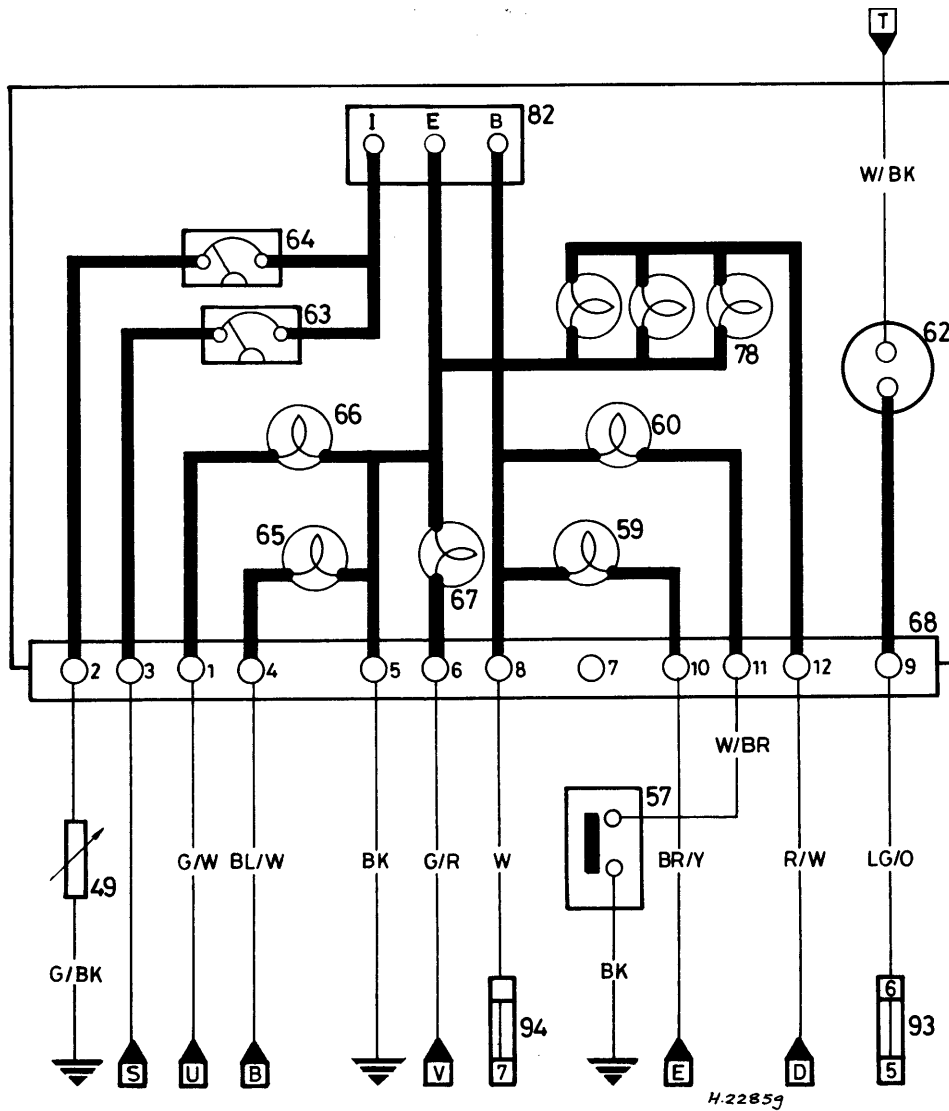 T
82
I E B
W/BK
64
63
62
78
66
60
65
59
67
68
2 3 1 4 5 6 8 7 10 11 12 9
W/BR
57
G/W BL/W BK G/R W BR/Y R/W LG/O
49
G/BK
BK
6
94
93
S U B V 7 E D 5
H.22859